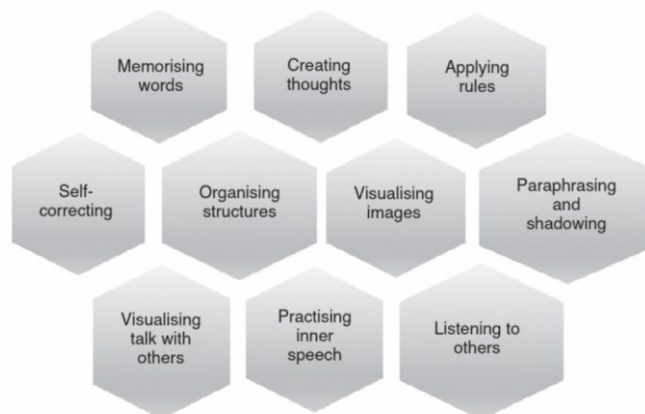 Memorising
words
Creating
thoughts
Applying
rules
Self-
correcting
Organising
structures
Visualising
images
Paraphrasing
and
shadowing
Visualising
talk with
others
Practising
inner
speech
Listening to
others